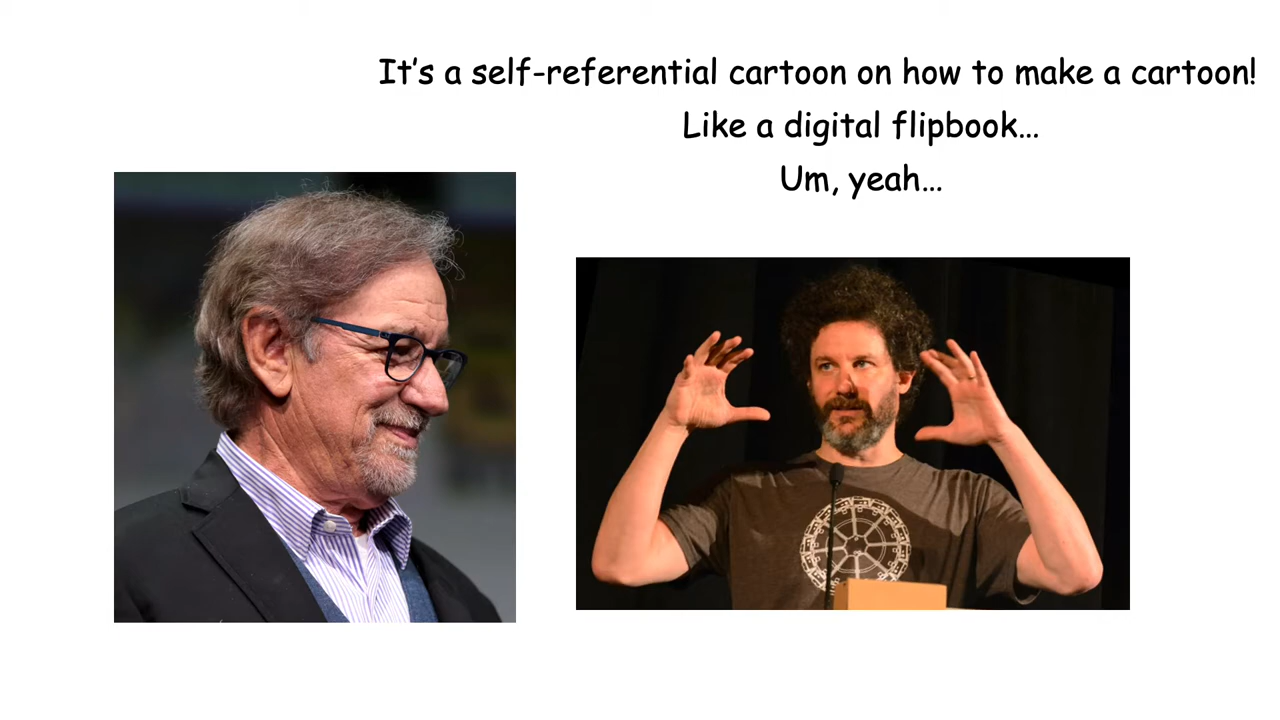 It’s a self-referential cartoon on how to make a cartoon!
Like a digital flipbook…
Um, yeah…